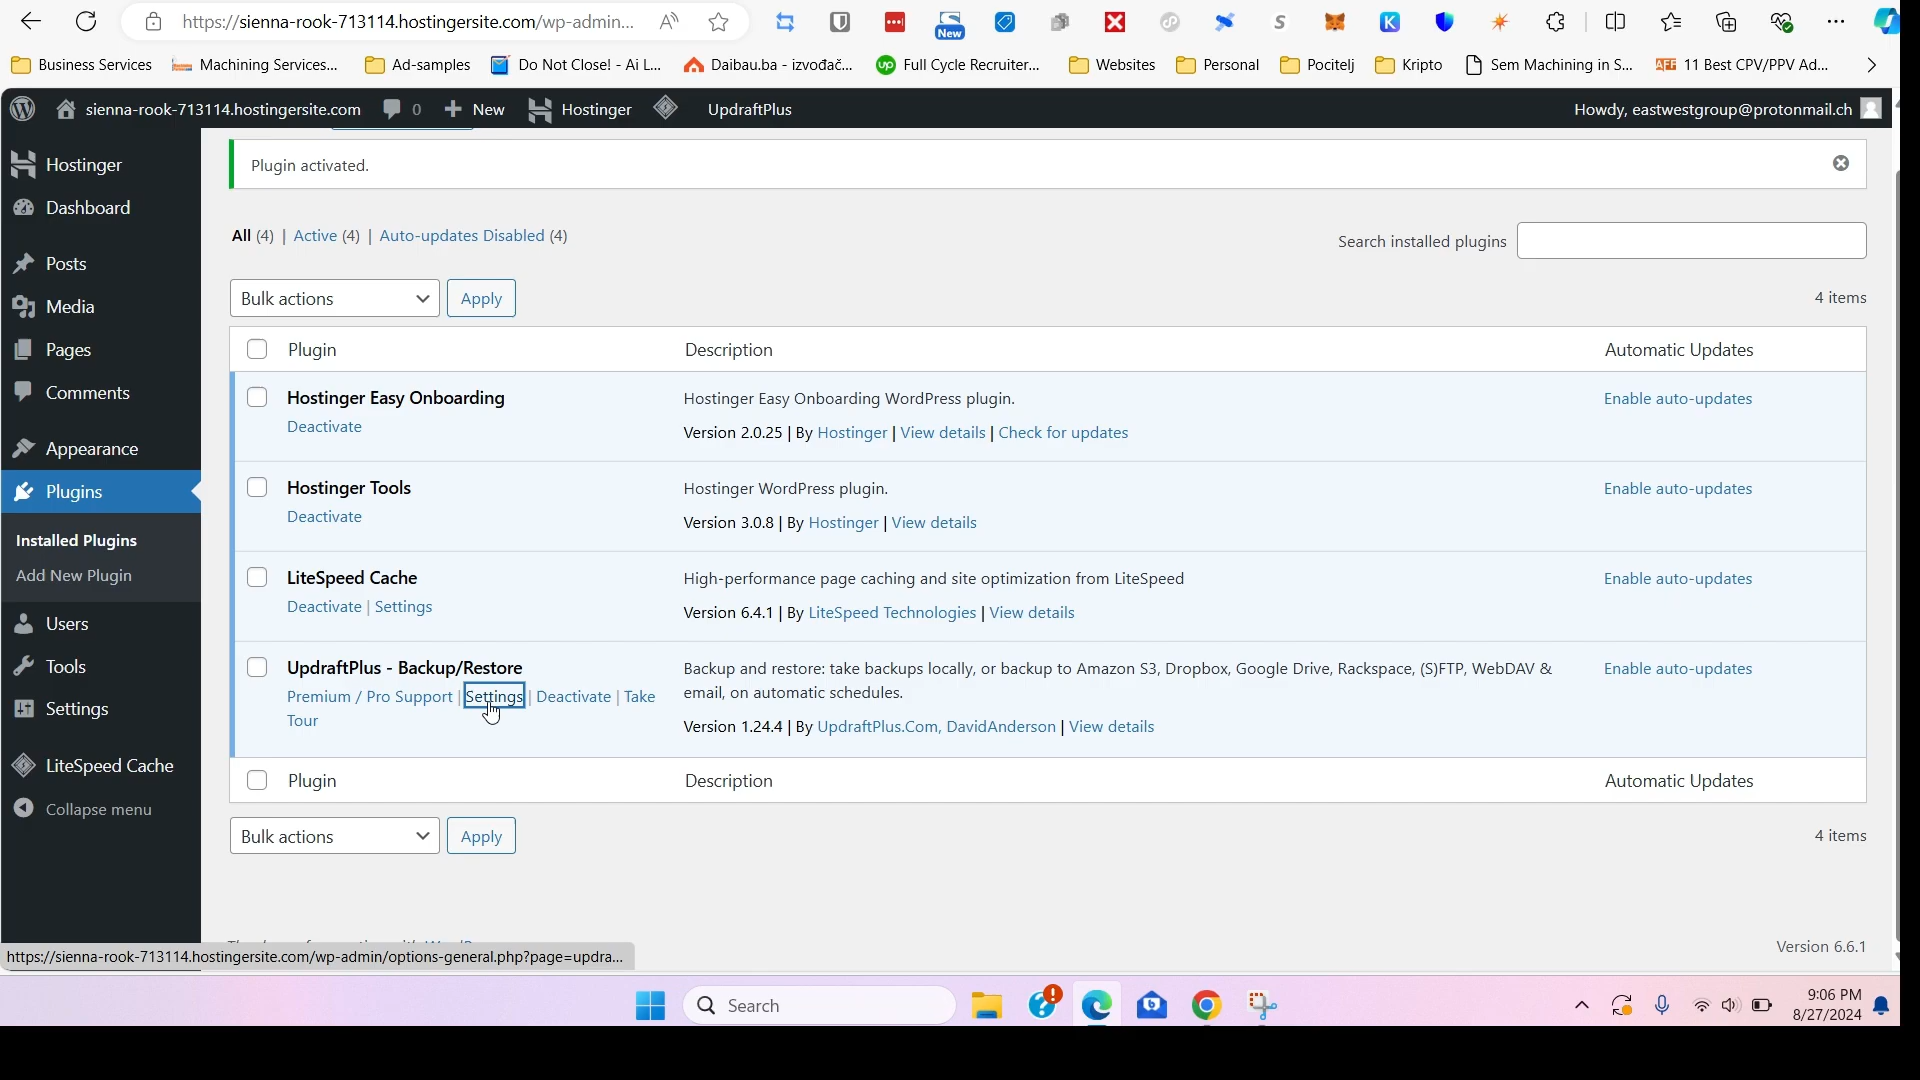 https://sienna-rook-713114.hostingersite.com/wp-admin...
New
Business Services
Machining Services...
Ad-samples
Do Not Close! - Ai L...
Daibau.ba - izvođač...
Full Cycle Recruiter...
Websites
Personal
Pocitelj
Kripto
Sem Machining in S...
11 Best CPV/PPV Ad...
sienna-rook-713114.hostingersite.com 0 New Hostinger UpdraftPlus Howdy, eastwestgroup@protonmail.ch
Hostinger
Dashboard
Posts
Media
Pages
Comments
Appearance
Plugins
Installed Plugins
Add New Plugin
Users
Tools
Settings
LiteSpeed Cache
Collapse menu
Plugin activated.
All (4) | Active (4) | Auto-updates Disabled (4)
Search installed plugins
Bulk actions Apply 4 items
Plugin Description Automatic Updates
Hostinger Easy Onboarding
Deactivate
Hostinger Easy Onboarding WordPress plugin.
Version 2.0.25 | By Hostinger | View details | Check for updates
Enable auto-updates
Hostinger Tools
Deactivate
Hostinger WordPress plugin.
Version 3.0.8 | By Hostinger | View details
Enable auto-updates
LiteSpeed Cache
Deactivate | Settings
High-performance page caching and site optimization from LiteSpeed
Version 6.4.1 | By LiteSpeed Technologies | View details
Enable auto-updates
UpdraftPlus - Backup/Restore
Premium / Pro Support | Settings | Deactivate | Take
Tour
Backup and restore: take backups locally, or backup to Amazon S3, Dropbox, Google Drive, Rackspace, (S)FTP, WebDAV &
email, on automatic schedules.
Version 1.24.4 | By UpdraftPlus.Com, DavidAnderson | View details
Enable auto-updates
Plugin Description Automatic Updates
Bulk actions Apply 4 items
Version 6.6.1
https://sienna-rook-713114.hostingersite.com/wp-admin/options-general.php?page=updra...
Search
9:06 PM
8/27/2024